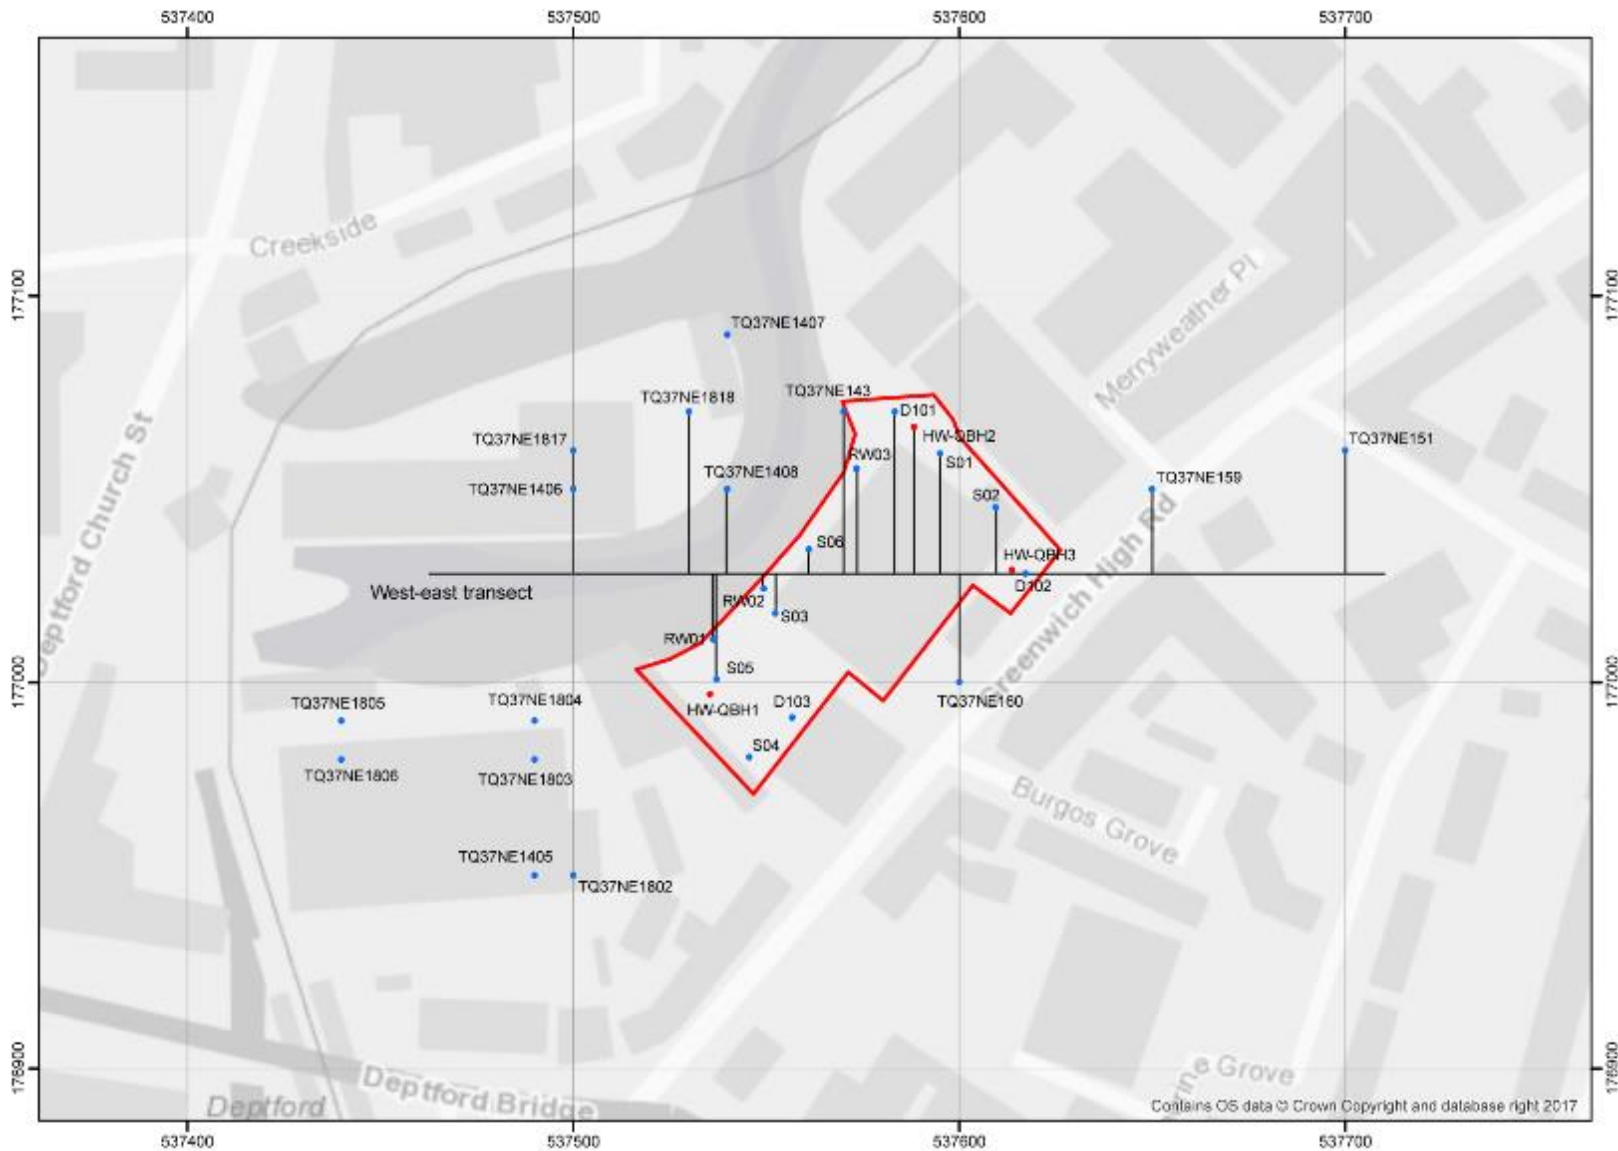 537400
537500
537600
537700
Creekside
177100
177100
Merryweather Pl
TQ37NE1407
TQ37NE1818
TQ37NE143
D101
HW-QBH2
TQ37NE1817
RW03
S01
TQ37NE151
TQ37NE1406
TQ37NE1408
S02
TQ37NE159
Deptford Church St
S06
HW-QBH3
D102
West-east transect
RW02
S03
Greenwich High Rd
RW01
S05
177000
177000
TQ37NE1805
TQ37NE1804
HW-QBH1
D103
TQ37NE160
S04
TQ37NE1806
TQ37NE1803
Burgos Grove
TQ37NE1405
TQ37NE1802
176900
176900
Grove
Deptford Bridge
Deptford
Contains OS data © Crown Copyright and database right 2017
537400
537500
537600
537700